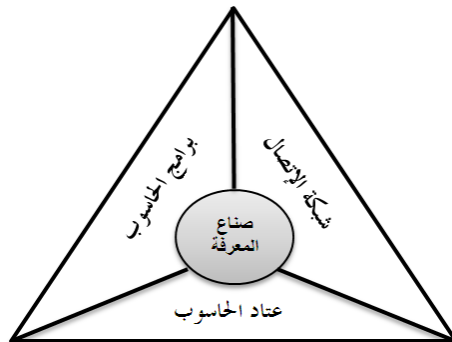 برامج الحاسوب
شبكة الإتصال
صناع
المعرفة
عتاد الحاسوب